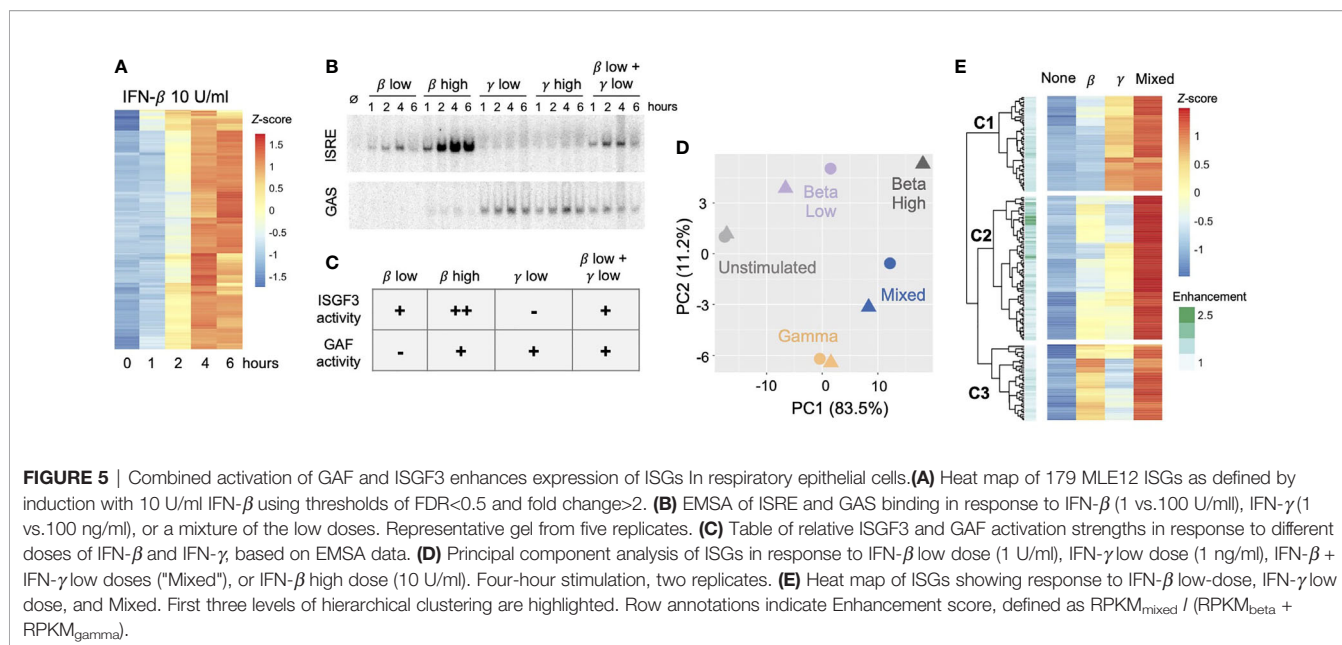 A
IFN-β 10 U/ml
Z-score
1.5
1
0.5
0
-0.5
-1
-1.5
0 1 2 4 6 hours
B
β low β high γ low γ high β low + γ low
ø 1 2 4 6 1 2 4 6 1 2 4 6 1 2 4 6 1 2 4 6 hours
ISRE
GAS
C
β low β high γ low β low + γ low
ISGF3 activity + ++ - +
GAF activity - + + +
D
PC2 (11.2%)
3
0
-3
-6
Beta Low
Beta High
Unstimulated
Mixed
Gamma
-10 0 10
PC1 (83.5%)
E
None β γ Mixed
C1
C2
C3
Z-score
1.5
1
0.5
0
-0.5
-1
-1.5
Enhancement
2.5
1
FIGURE 5 | Combined activation of GAF and ISGF3 enhances expression of ISGs In respiratory epithelial cells.(A) Heat map of 179 MLE12 ISGs as defined by
induction with 10 U/ml IFN-β using thresholds of FDR<0.5 and fold change>2. (B) EMSA of ISRE and GAS binding in response to IFN-β (1 vs.100 U/mll), IFN-γ (1
vs.100 ng/ml), or a mixture of the low doses. Representative gel from five replicates. (C) Table of relative ISGF3 and GAF activation strengths in response to different
doses of IFN-β and IFN-γ, based on EMSA data. (D) Principal component analysis of ISGs in response to IFN-β low dose (1 U/ml), IFN-γ low dose (1 ng/ml), IFN-β +
IFN-γ low doses ("Mixed"), or IFN-β high dose (10 U/ml). Four-hour stimulation, two replicates. (E) Heat map of ISGs showing response to IFN-β low-dose, IFN-γ low
dose, and Mixed. First three levels of hierarchical clustering are highlighted. Row annotations indicate Enhancement score, defined as RPKMmixed / (RPKMbeta +
RPKMgamma).